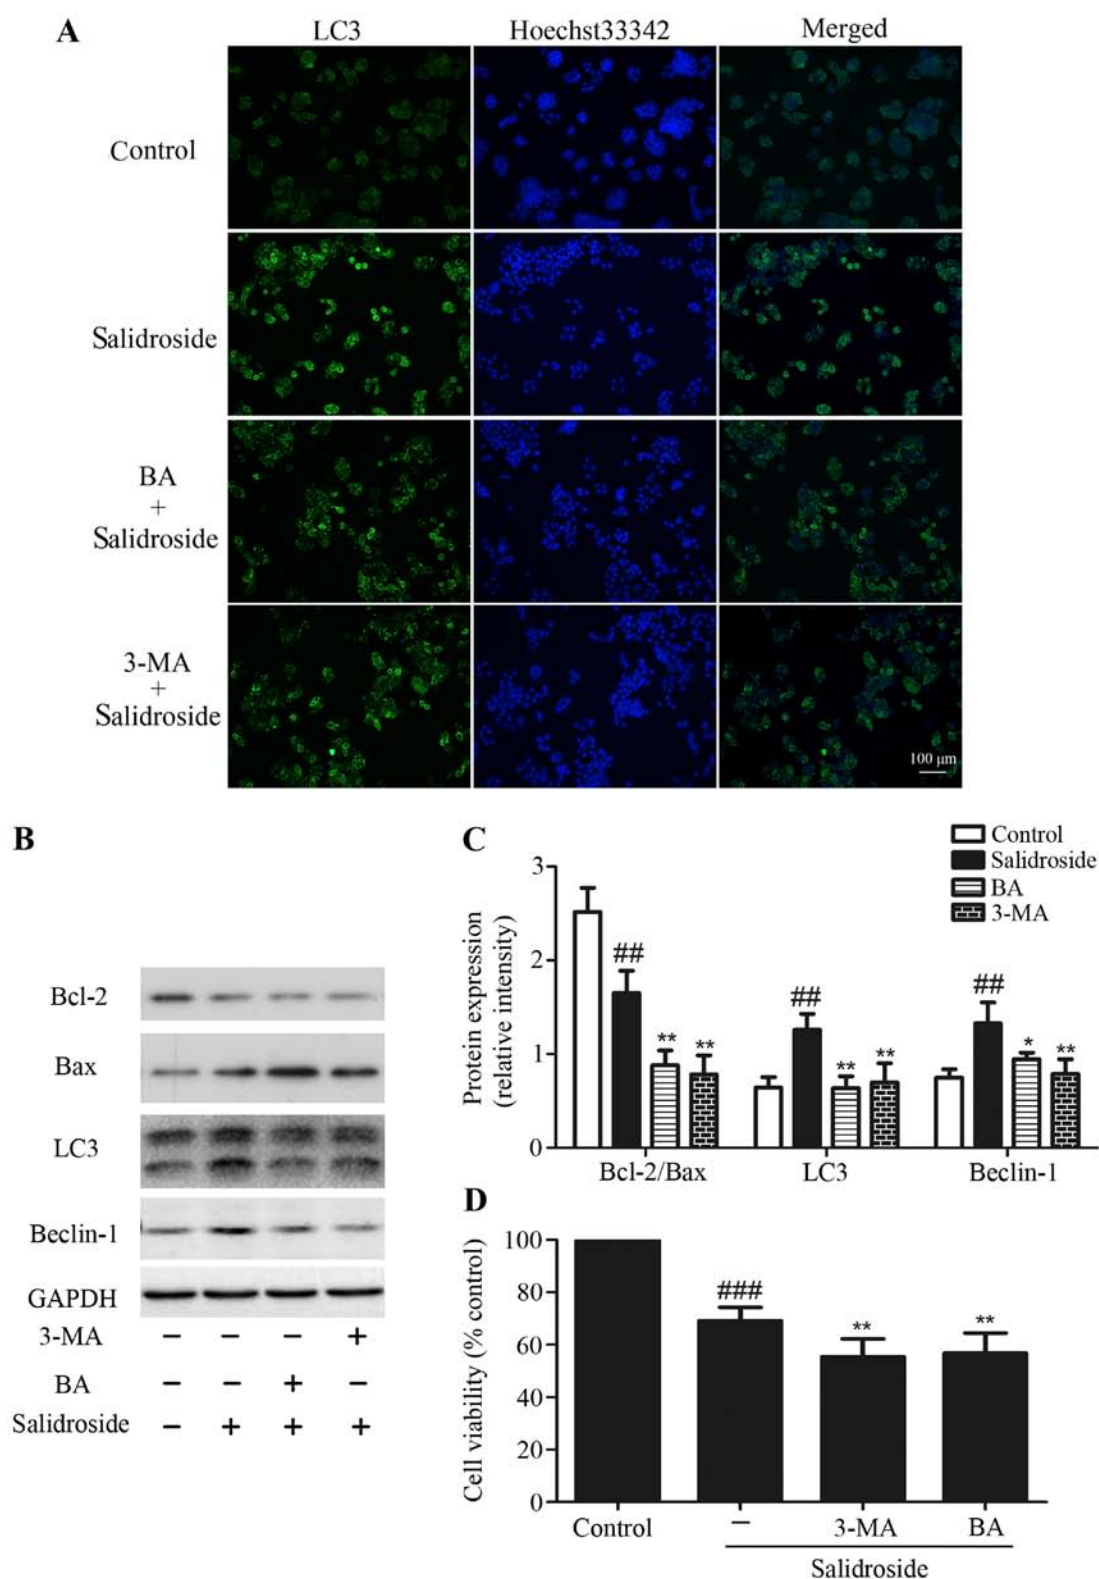 A
LC3 Hoechst33342 Merged
Control
Salidroside
BA
+
Salidroside
3-MA
+
Salidroside
100 μm
B
Bcl-2
Bax
LC3
Beclin-1
GAPDH
3-MA − − − +
BA − − + −
Salidroside − + + +
C
Control
Salidroside
BA
3-MA
Protein expression
(relative intensity)
3
2
1
0
## ** ** ## ** ** ## * **
Bcl-2/Bax LC3 Beclin-1
D
Cell viability (% control)
100
80
60
40
20
0
### ** **
Control − 3-MA BA
Salidroside